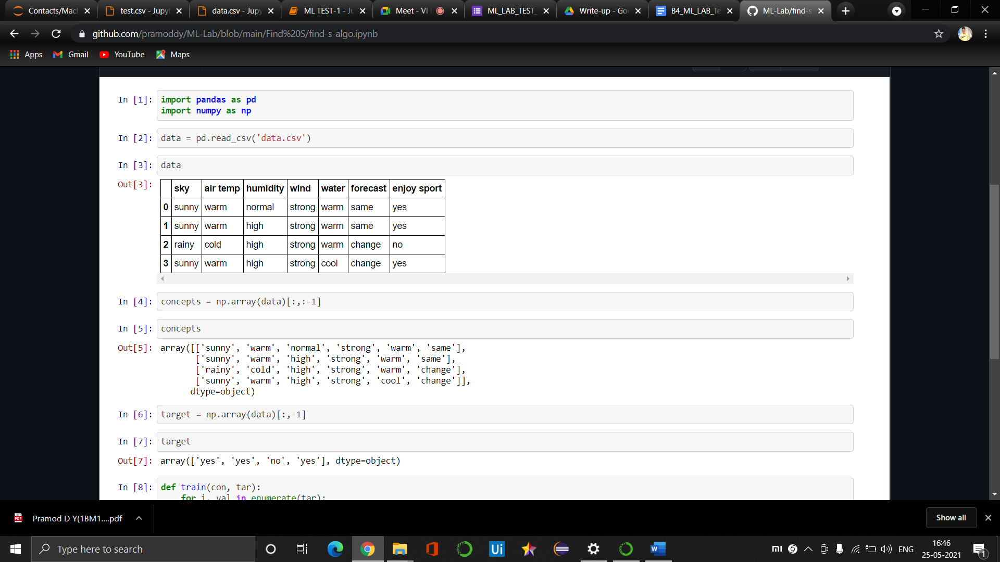 Contacts/Mach
test.csv - Jupyt
data.csv - Jupy
ML TEST-1 - Ju
Meet - VI
ML_LAB_TEST_
Write-up - Goo
B4_ML_LAB_Te
ML-Lab/find-s
github.com/pramoddy/ML-Lab/blob/main/Find%20S/find-s-algo.ipynb
Apps
Gmail
YouTube
Maps
In [1]: import pandas as pd
import numpy as np
In [2]: data = pd.read_csv('data.csv')
In [3]: data
Out[3]:
sky air temp humidity wind water forecast enjoy sport
0 sunny warm normal strong warm same yes
1 sunny warm high strong warm same yes
2 rainy cold high strong warm change no
3 sunny warm high strong cool change yes
In [4]: concepts = np.array(data)[:,:-1]
In [5]: concepts
Out[5]: array([['sunny', 'warm', 'normal', 'strong', 'warm', 'same'],
['sunny', 'warm', 'high', 'strong', 'warm', 'same'],
['rainy', 'cold', 'high', 'strong', 'warm', 'change'],
['sunny', 'warm', 'high', 'strong', 'cool', 'change']],
dtype=object)
In [6]: target = np.array(data)[:,-1]
In [7]: target
Out[7]: array(['yes', 'yes', 'no', 'yes'], dtype=object)
In [8]: def train(con, tar):
for i, val in enumerate(tar):
PDF
Pramod D Y(1BM1....pdf
Show all
Type here to search
Ui
W
mi
ENG
16:46
25-05-2021
1